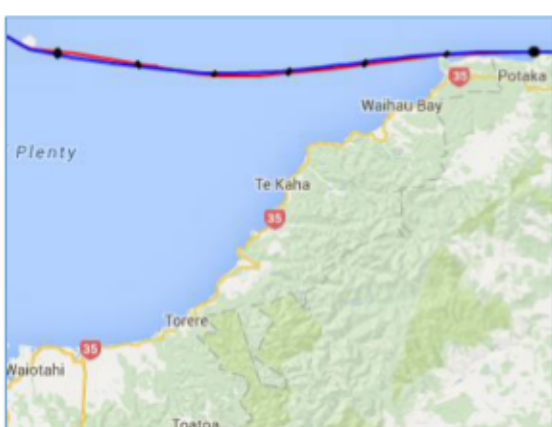 35
Potaka
Waihau Bay
Plenty
Te Kaha
35
Torere
35
Waiotahi
Toatoa